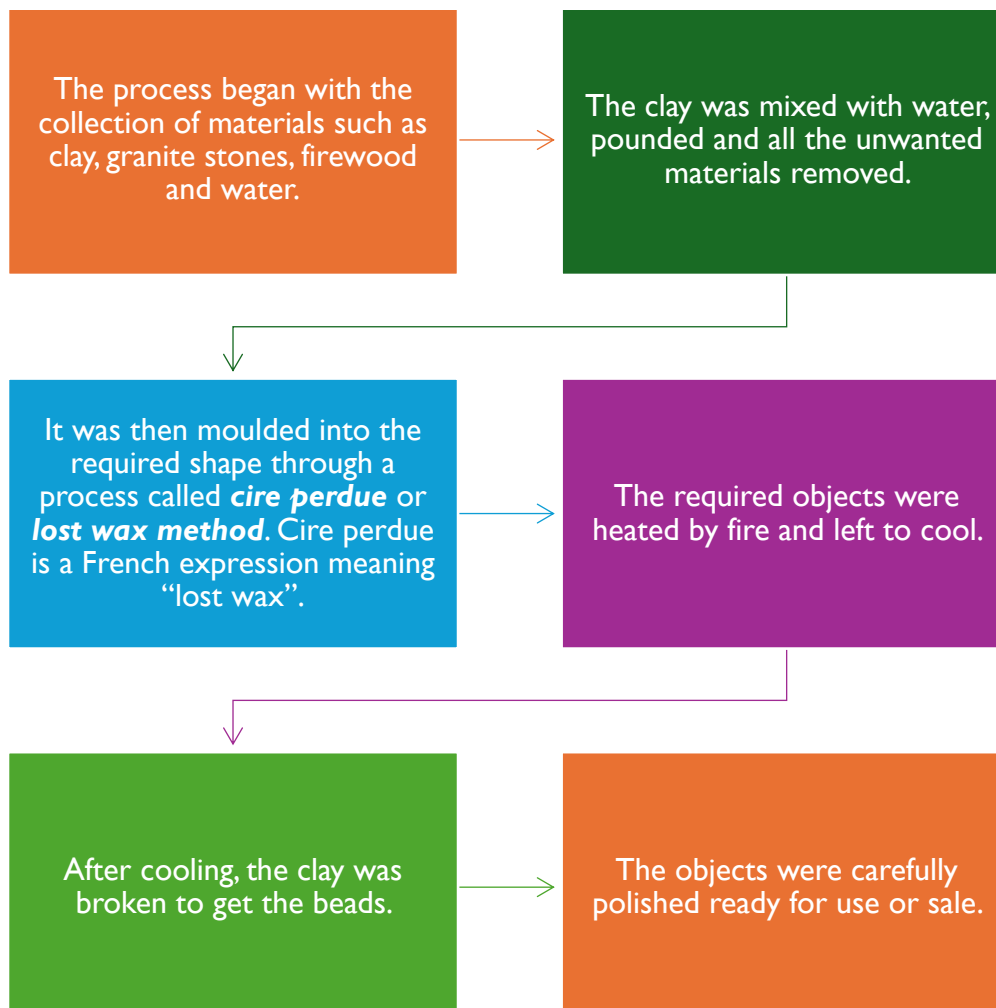 The process began with the
collection of materials such as
clay, granite stones, firewood
and water.
The clay was mixed with water,
pounded and all the unwanted
materials removed.
It was then moulded into the
required shape through a
process called cire perdue or
lost wax method. Cire perdue
is a French expression meaning
“lost wax”.
The required objects were
heated by fire and left to cool.
After cooling, the clay was
broken to get the beads.
The objects were carefully
polished ready for use or sale.